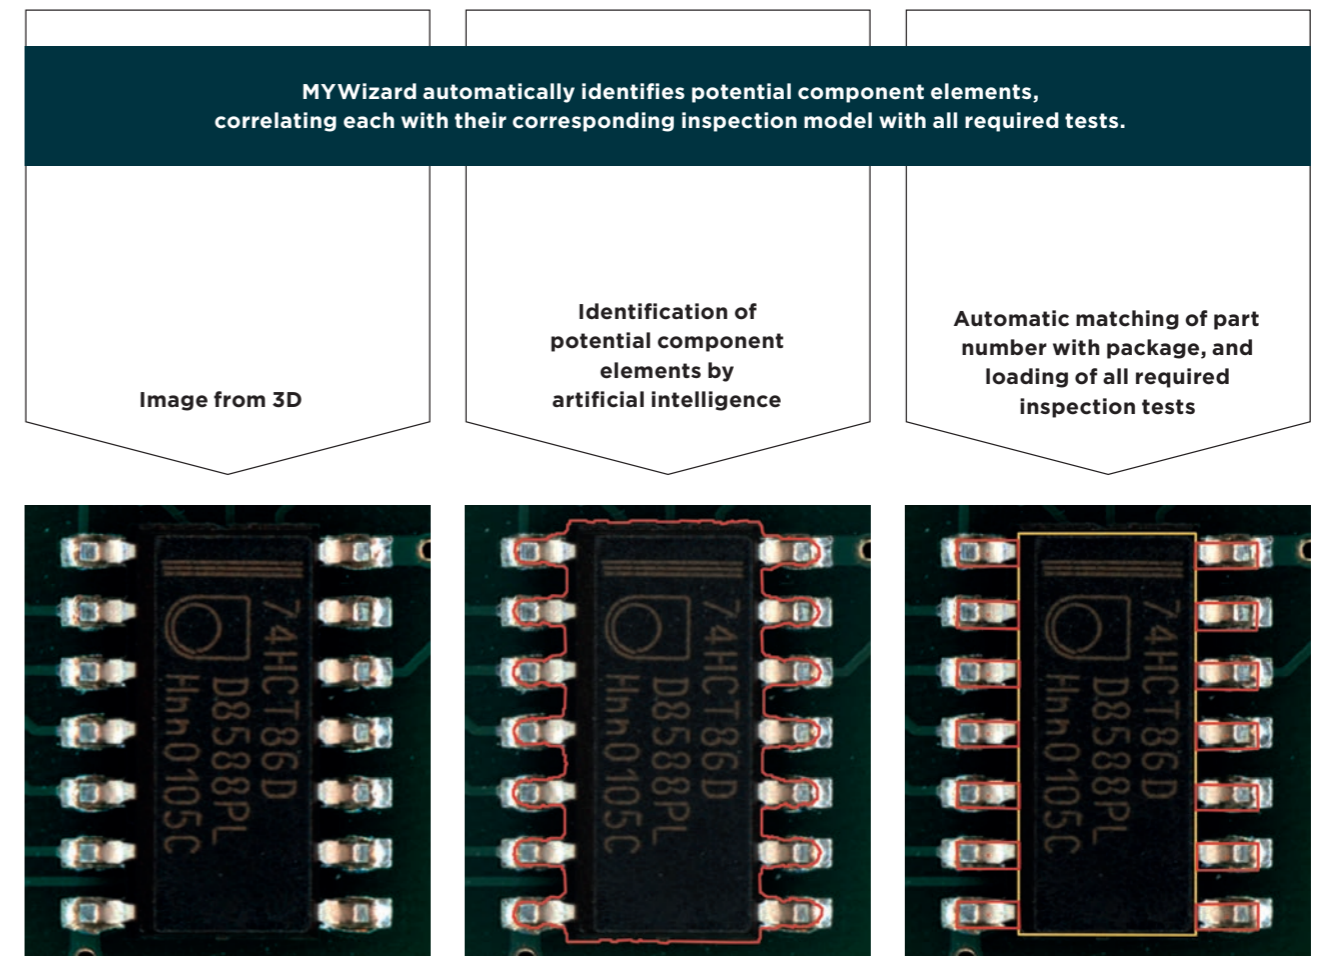 MYWizard automatically identifies potential component elements,
correlating each with their corresponding inspection model with all required tests.
Image from 3D
Identification of
potential component
elements by
artificial intelligence
Automatic matching of part
number with package, and
loading of all required
inspection tests
74HCT86D
D8588PL
Hnn0105C
74HCT86D
D8588PL
Hnn0105C
74HCT86D
D8588PL
Hnn0105C